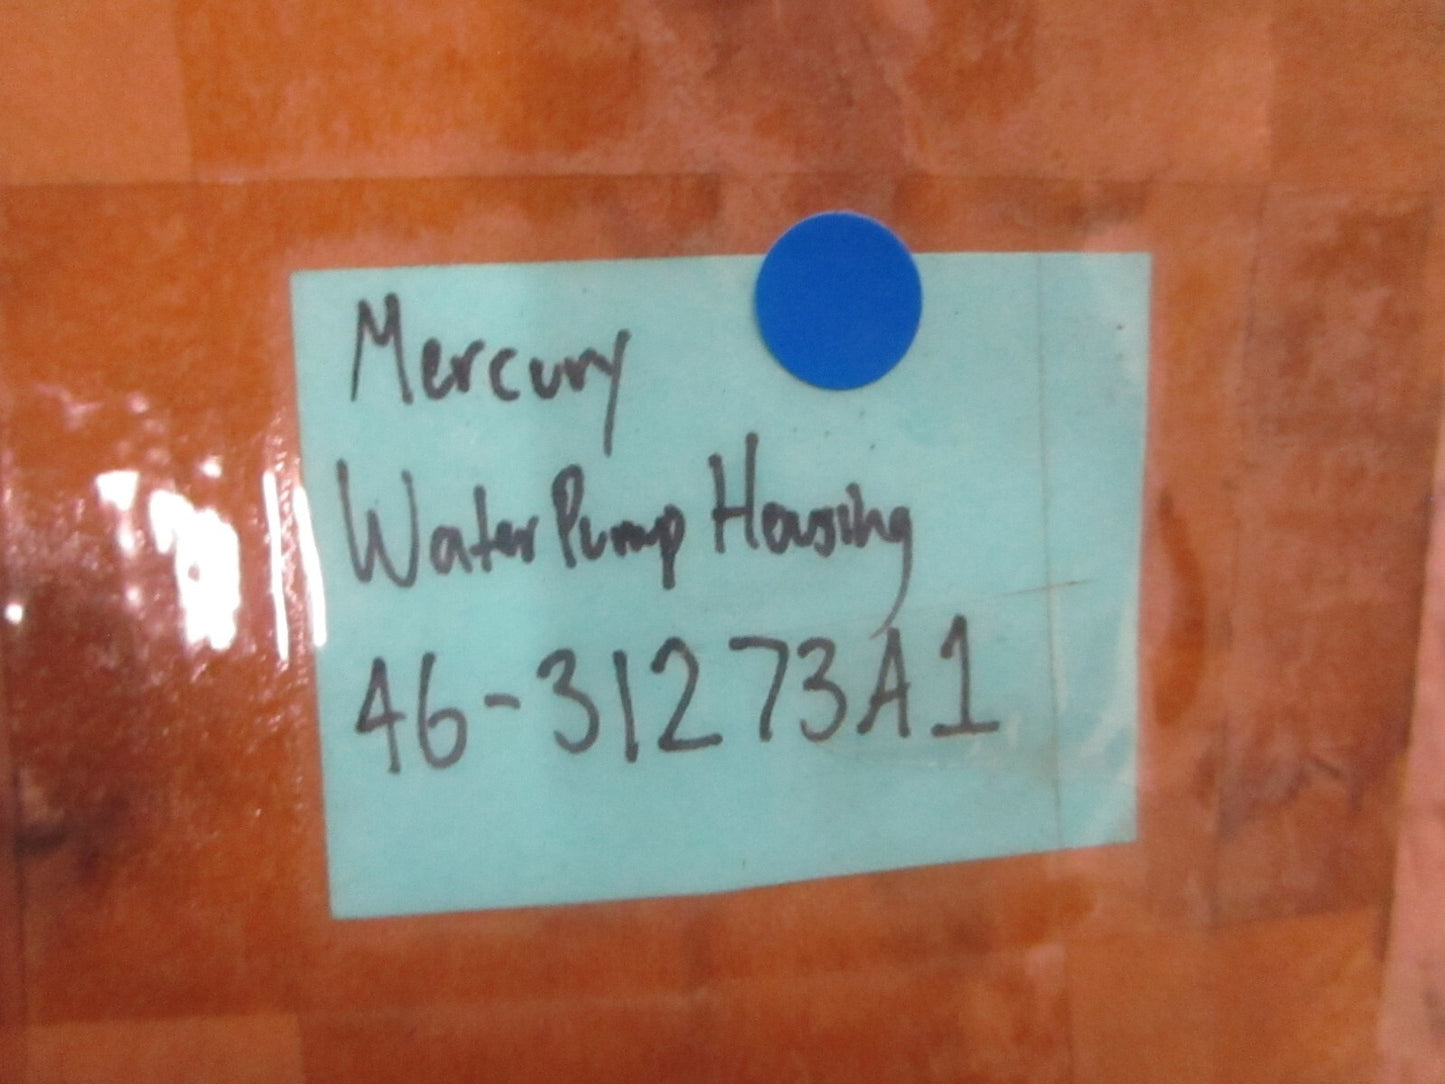 Mercury
Water Pump Housing
46-31273A1